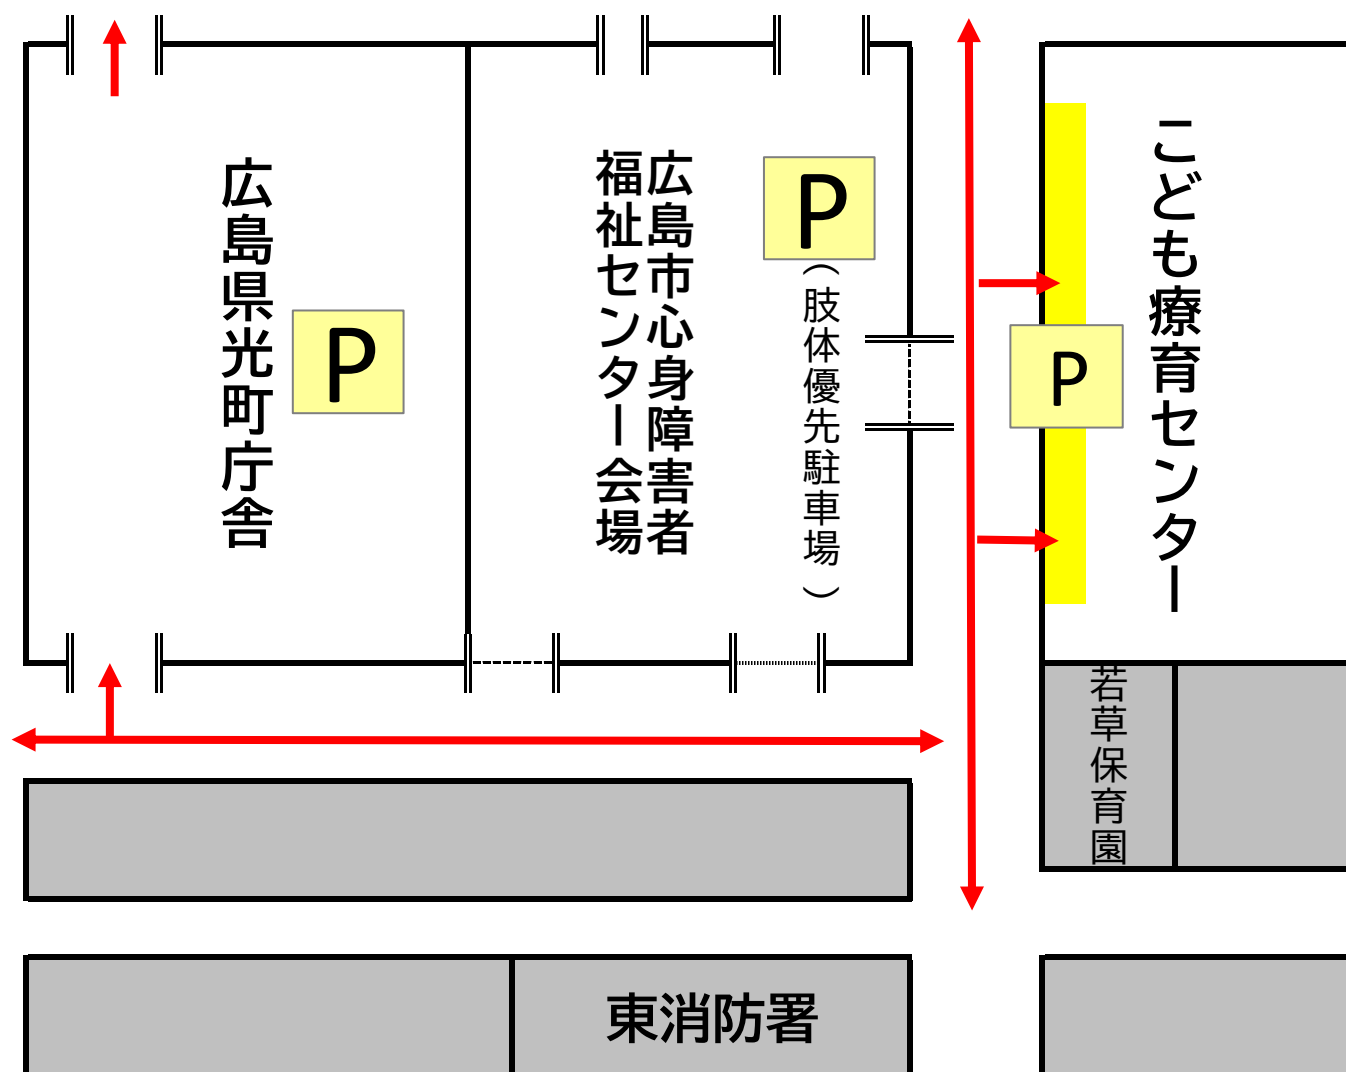 広島県光町庁舎
P
広島市心身障害者
福祉センター会場
P
（肢体優先駐車場）
P
こども療育センター
若草保育園
東消防署